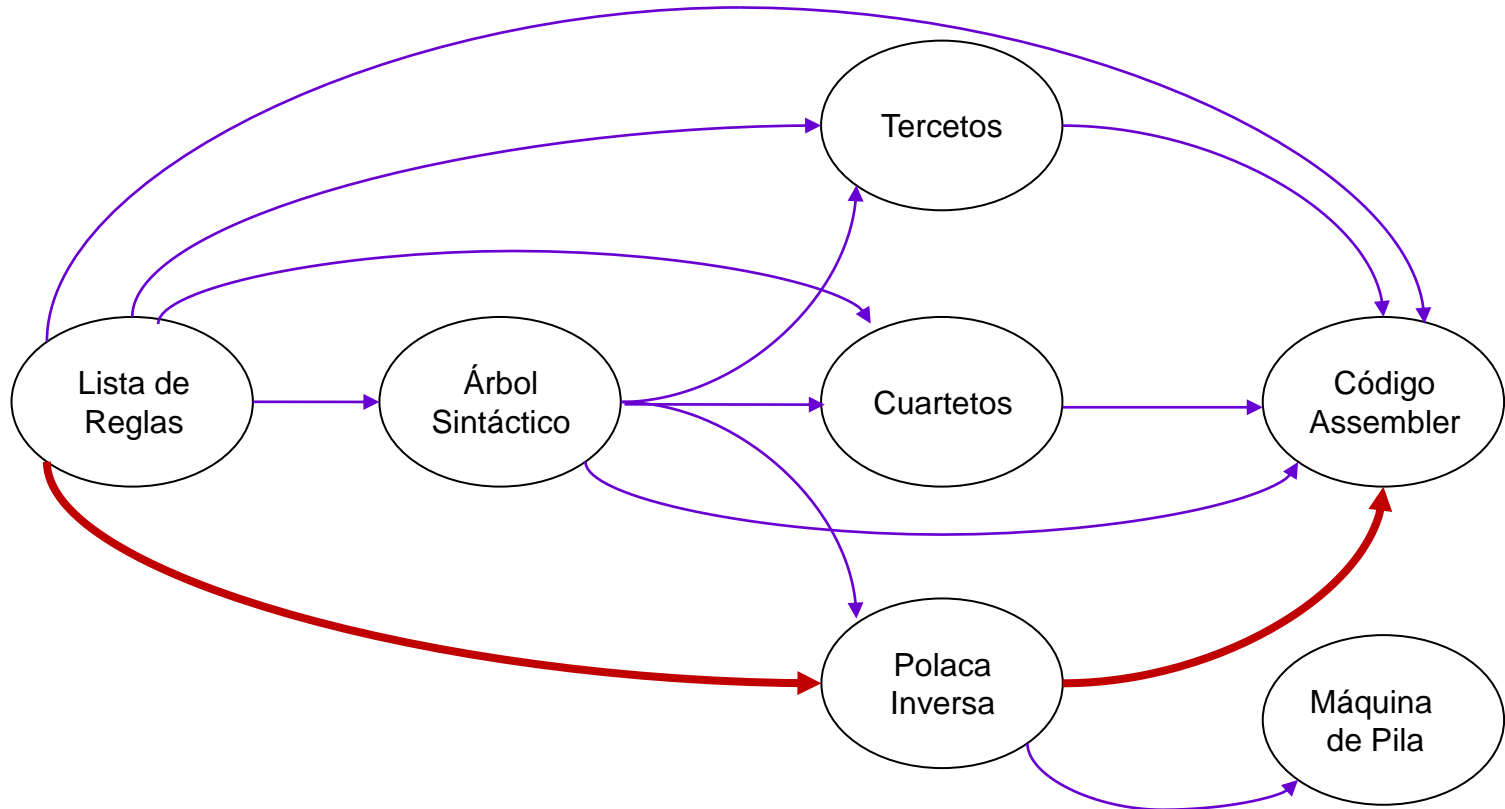 Tercetos
Lista de
Reglas
Árbol
Sintáctico
Cuartetos
Código
Assembler
Polaca
Inversa
Máquina
de Pila